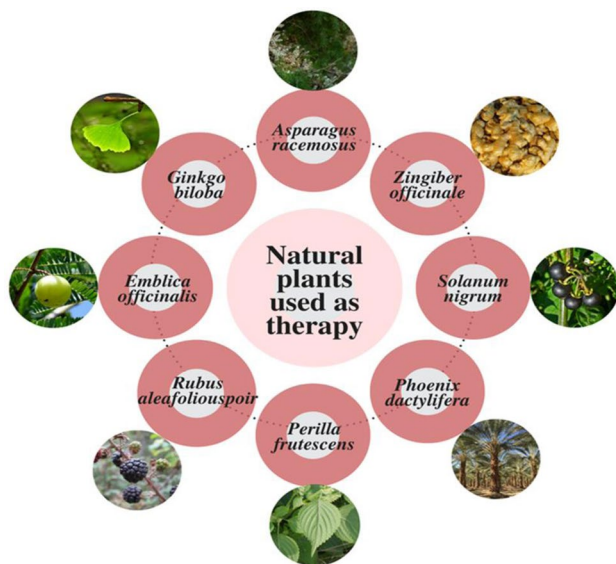 Asparagus
racemosus
Zingiber
officinale
Solanum
nigrum
Phoenix
dactylifera
Perilla
frutescens
Rubus
aleafoliouspoir
Emblica
officinalis
Ginkgo
biloba
Natural
plants
used as
therapy